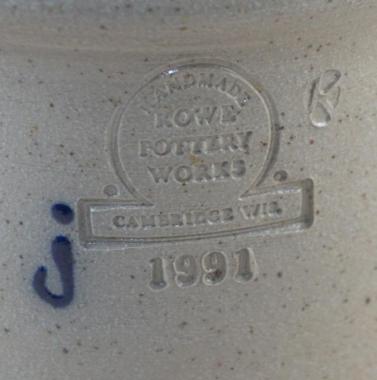 HANDMADE
ROWE
POTTERY
WORKS
CAMBRIDGE WIS.
1991
R
j